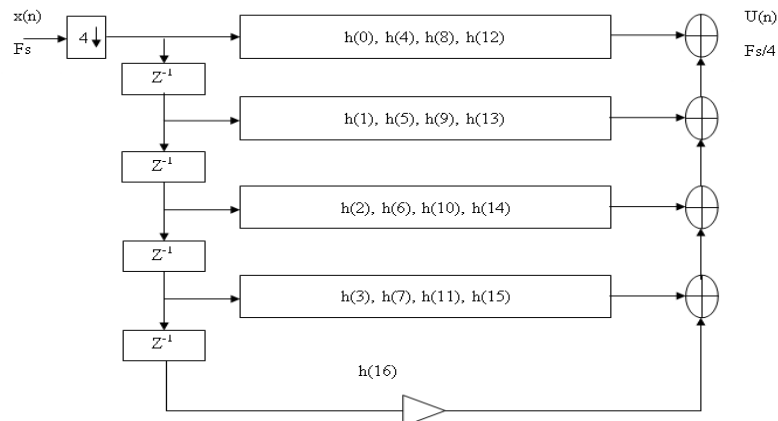 x(n)
Fs
4
h(0), h(4), h(8), h(12)
U(n)
Fs/4
Z⁻¹
h(1), h(5), h(9), h(13)
Z⁻¹
h(2), h(6), h(10), h(14)
Z⁻¹
h(3), h(7), h(11), h(15)
Z⁻¹
h(16)